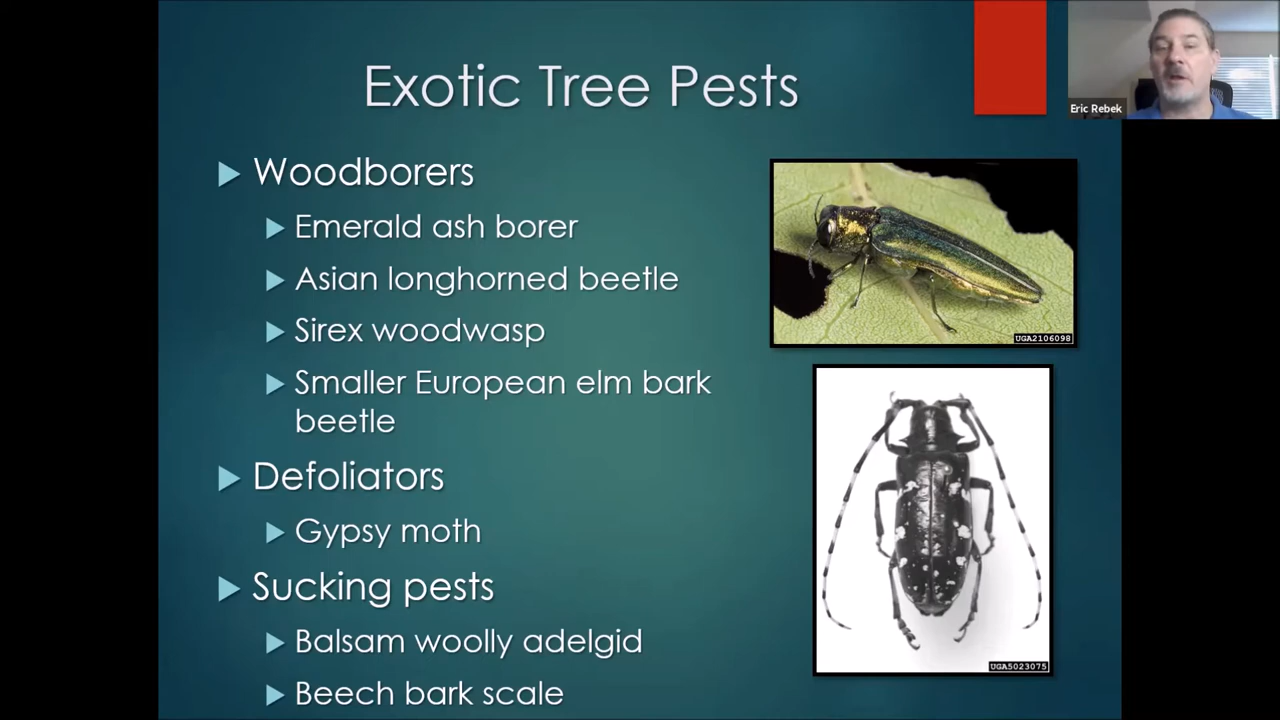 Exotic Tree Pests
Eric Rebek
Woodborers
Emerald ash borer
Asian longhorned beetle
Sirex woodwasp
Smaller European elm bark
beetle
Defoliators
Gypsy moth
Sucking pests
Balsam woolly adelgid
Beech bark scale
UGA2106098
UGA5023075